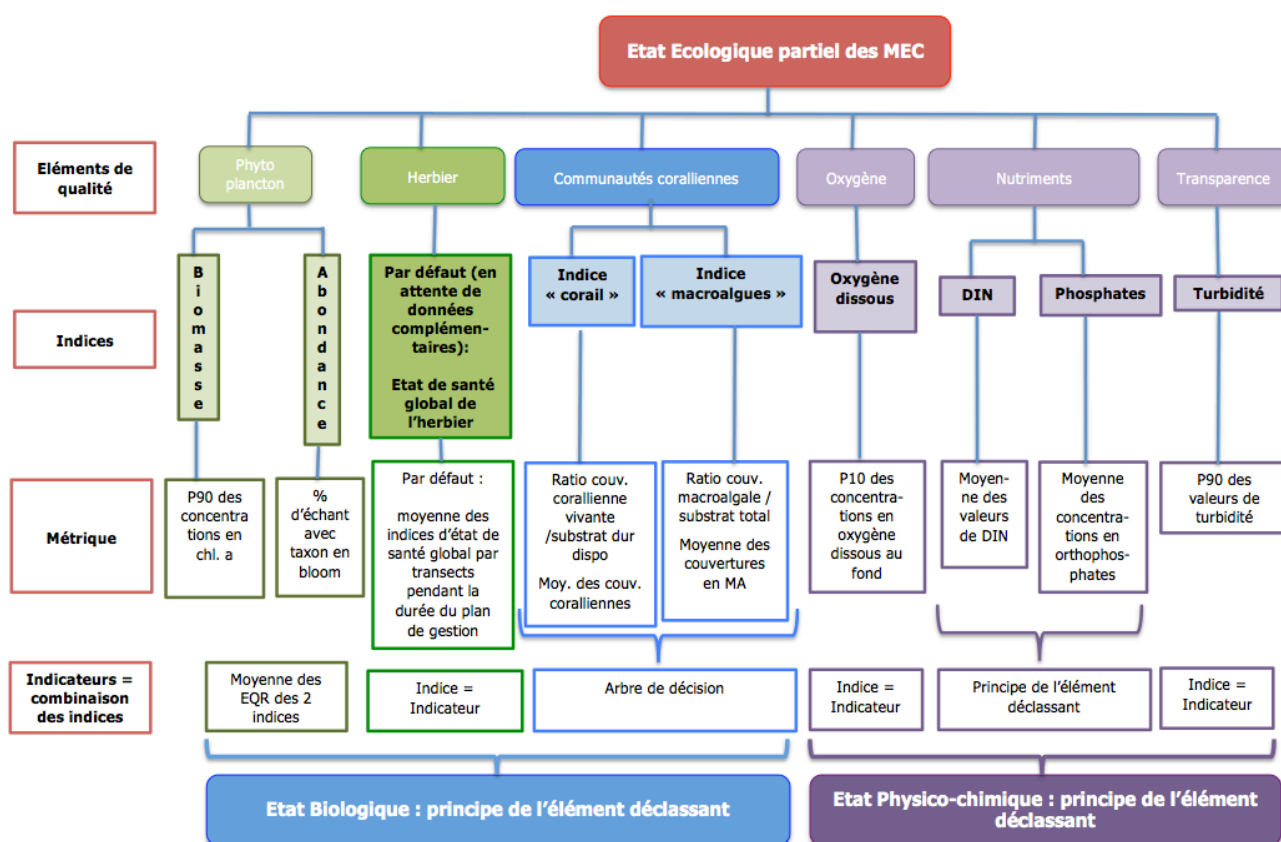 Etat Ecologique partiel des MEC
Eléments de
qualité
Phyto
plancton
Herbier
Communautés coralliennes
Oxygène
Nutriments
Transparence
Indices
Biomasse
Abondance
Par défaut (en
attente de
données
complémen-
taires):
Etat de santé
global de
l'herbier
Indice
« corail »
Indice
« macroalgues »
Oxygène
dissous
DIN
Phosphates
Turbidité
Métrique
P90 des
concentra
tions en
chl. a
%
d'échant
avec
taxon en
bloom
Par défaut :
moyenne des
indices d'état de
santé global par
transects
pendant la
durée du plan
de gestion
Ratio couv.
corallienne
vivante
/substrat dur
dispo
Moy. des couv.
coralliennes
Ratio couv.
macroalgale /
substrat total
Moyenne des
couvertures
en MA
P10 des
concentra-
tions en
oxygène
dissous au
fond
Moyen-
ne des
valeurs
de DIN
Moyenne
des
concentra-
tions en
orthophos-
phates
P90 des
valeurs de
turbidité
Indicateurs =
combinaison
des indices
Moyenne des
EQR des 2
indices
Indice =
Indicateur
Arbre de décision
Indice =
Indicateur
Principe de l'élément
déclassant
Indice =
Indicateur
Etat Biologique : principe de l'élément déclassant
Etat Physico-chimique : principe de l'élément
déclassant